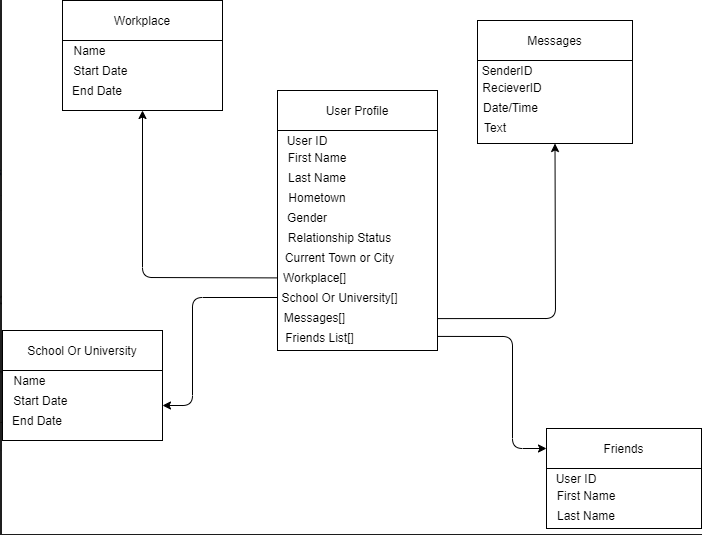 Workplace
Name
Start Date
End Date
Messages
SenderID
RecieverID
Date/Time
Text
User Profile
User ID
First Name
Last Name
Hometown
Gender
Relationship Status
Current Town or City
Workplace[]
School Or University[]
Messages[]
Friends List[]
School Or University
Name
Start Date
End Date
Friends
User ID
First Name
Last Name